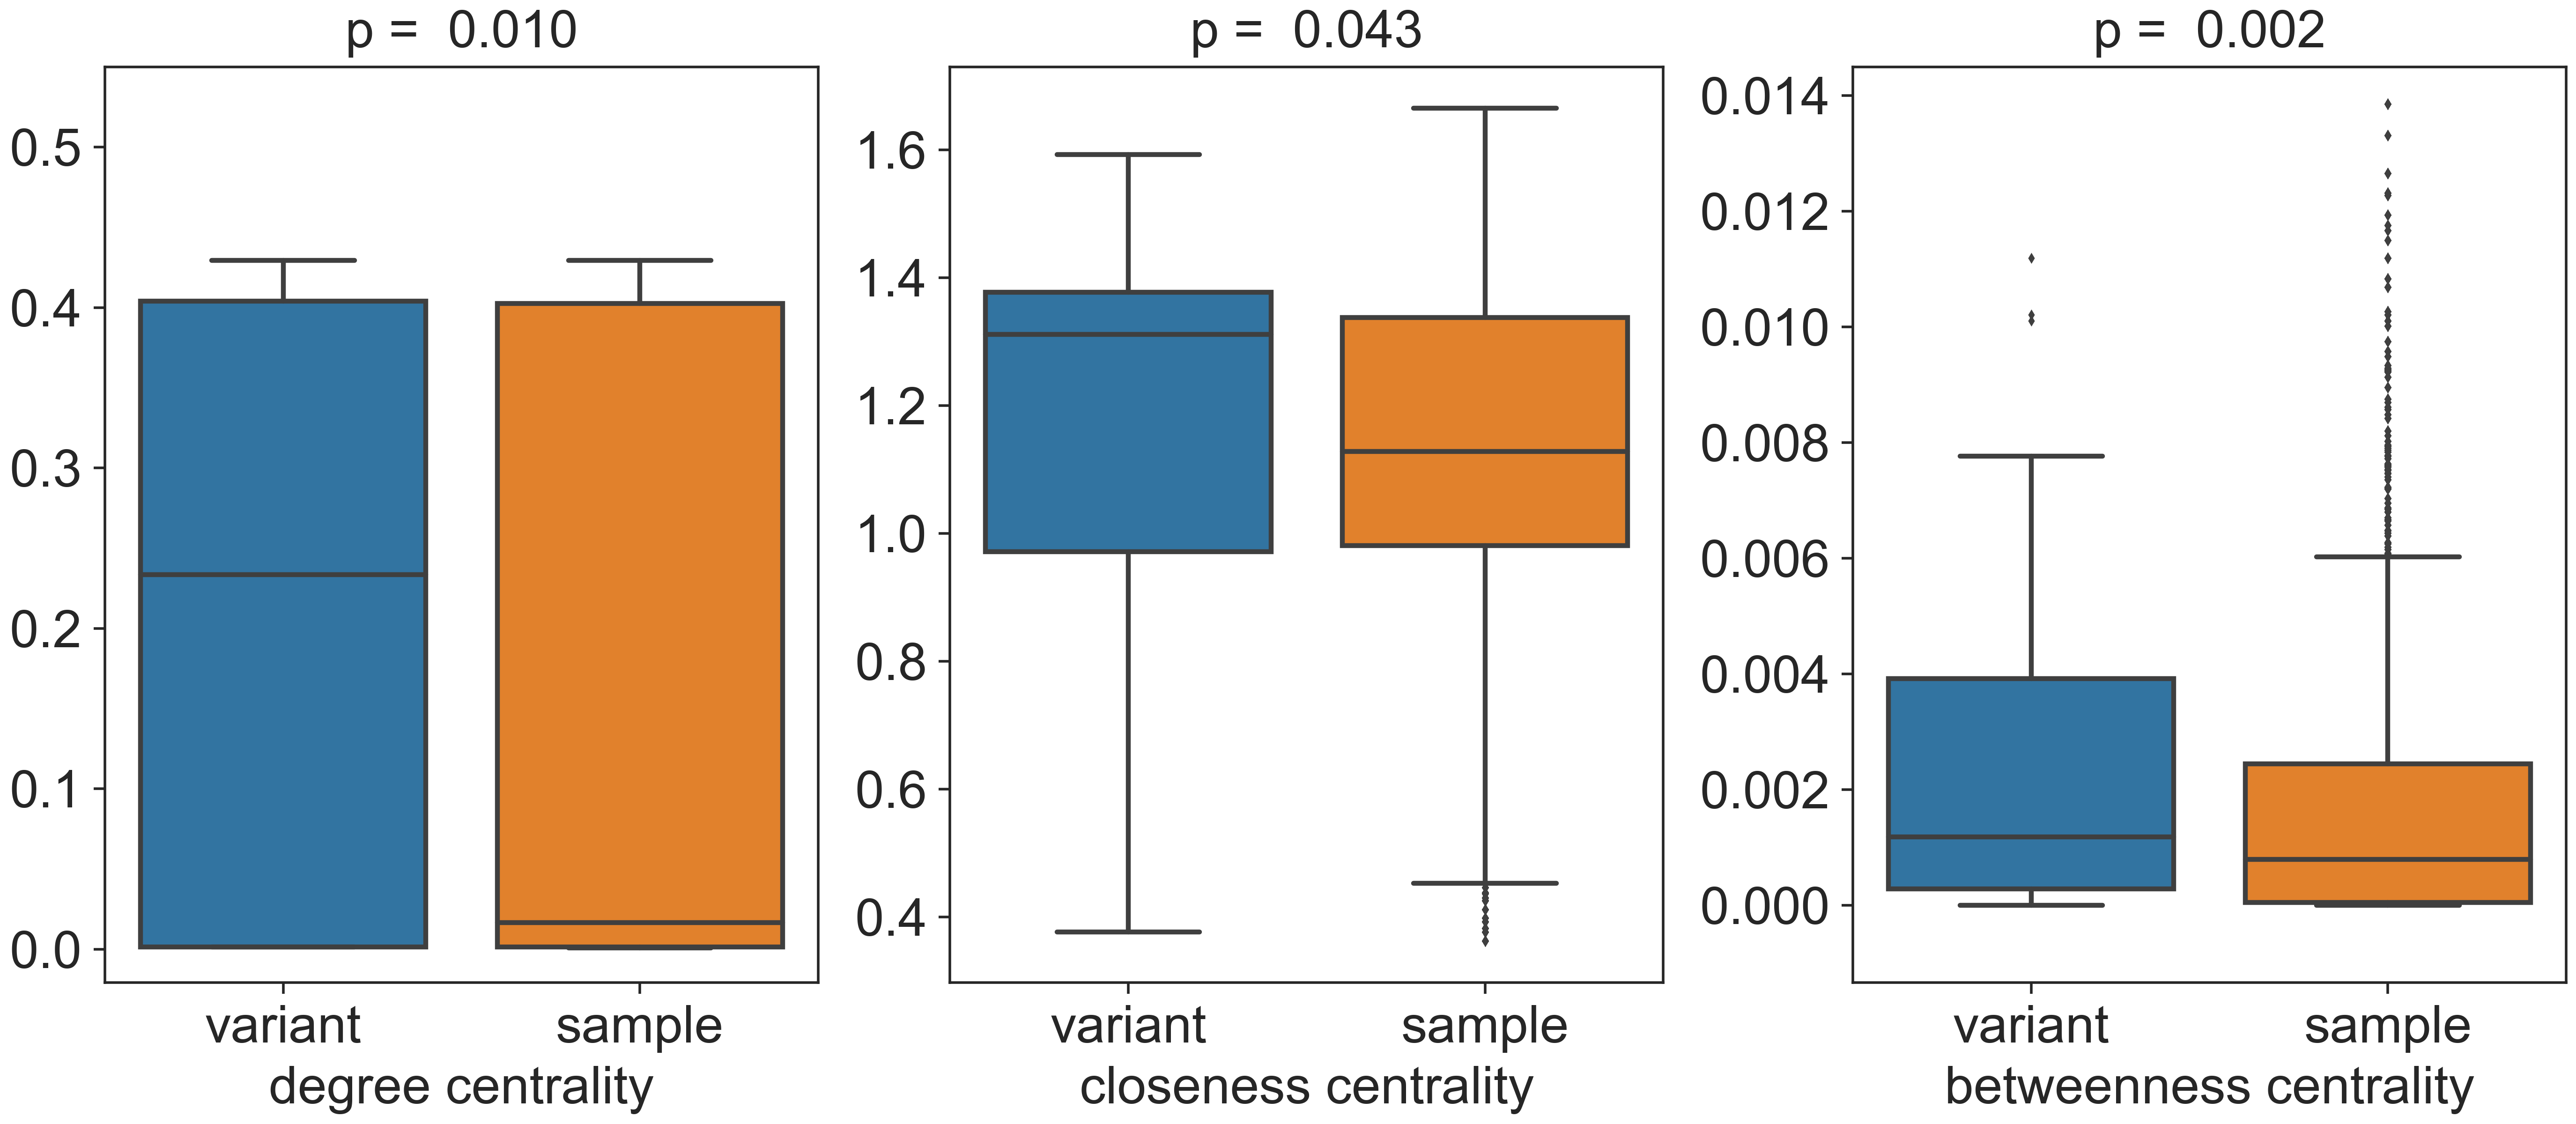 p = 0.010
0.5
0.4
0.3
0.2
0.1
0.0
variant sample
degree centrality
p = 0.043
1.6
1.4
1.2
1.0
0.8
0.6
0.4
variant sample
closeness centrality
p = 0.002
0.014
0.012
0.010
0.008
0.006
0.004
0.002
0.000
variant sample
betweenness centrality